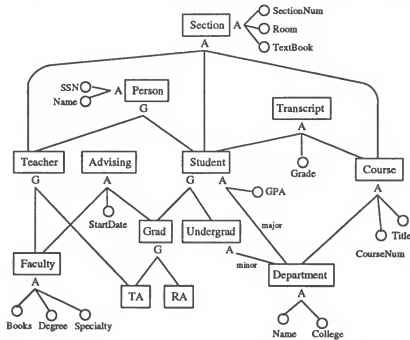 Section A SectionNum
Room
TextBook
A
SSN A Person
Name
G
Transcript
A
Teacher Advising Student Grade Course
G A G A GPA A
StartDate Grad Undergrad major Title
G A CourseNum
Faculty minor Department
A TA RA A
Books Degree Specialty Name College